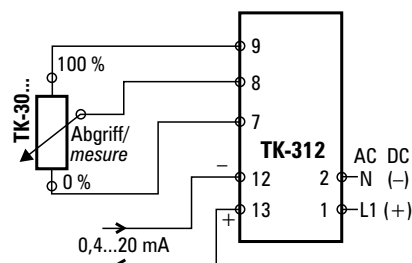 9
100 %
8
TK-30...
Abgriff/
mesure
7
TK-312
0 %
AC DC
– 12 2 N (–)
+ 13 1 L1 (+)
0,4...20 mA